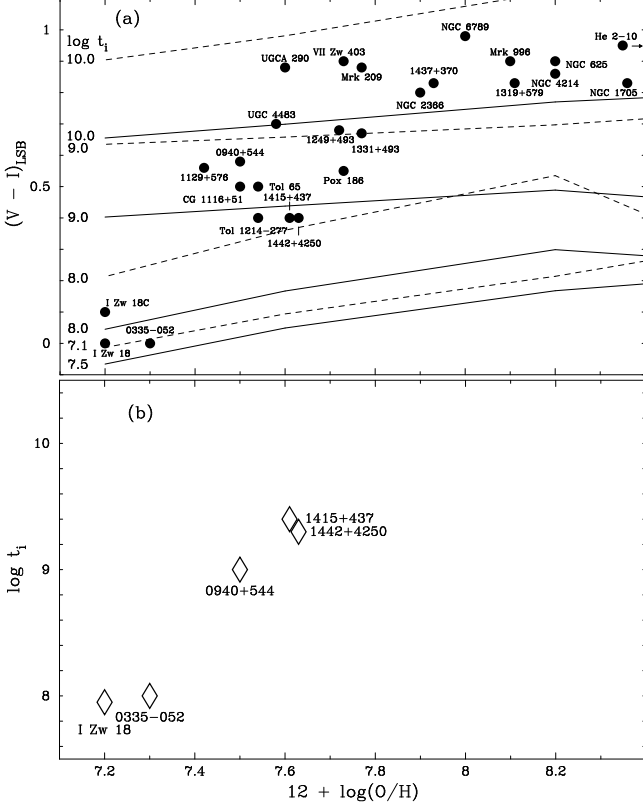 (a)
1
0.5
0
(V − I)LSB
log ti
10.0
10.0
9.0
9.0
8.0
8.0
7.1
7.5
NGC 6789
He 2−10
VII Zw 403
UGCA 290
Mrk 209
Mrk 996
NGC 625
1437+370
NGC 4214
NGC 2366
1319+579
NGC 1705
UGC 4483
1249+493
1331+493
0940+544
1129+576
Pox 186
CG 1116+51
Tol 65
1415+437
Tol 1214−277
1442+4250
I Zw 18C
0335−052
I Zw 18
(b)
10
9
8
log ti
1415+437
1442+4250
0940+544
0335−052
I Zw 18
7.2
7.4
7.6
7.8
8
8.2
12 + log(O/H)